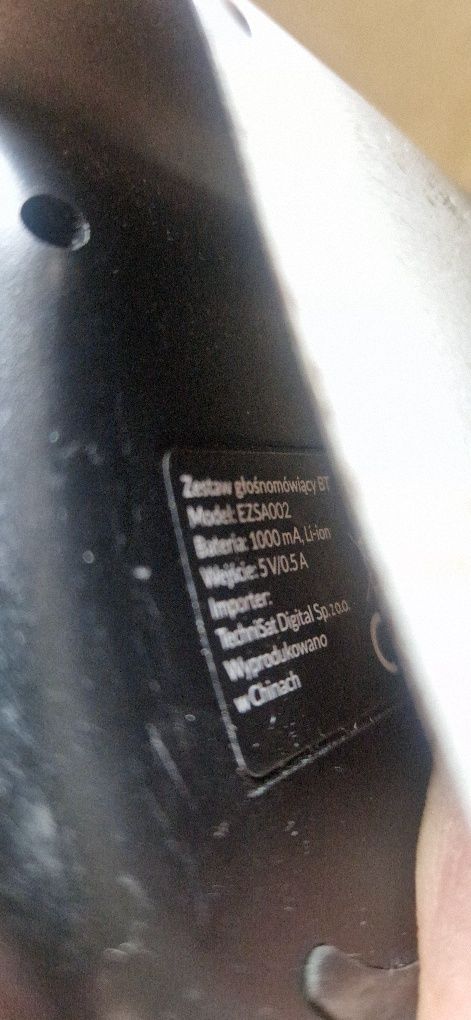 Zestaw głośnomówiący BT
Model: EZSA002
Bateria: 1000 mA, Li-ion
Wejście: 5 V/0.5 A
Importer:
TechniSat Digital Sp. z o.o.
Wyprodukowano
w Chinach